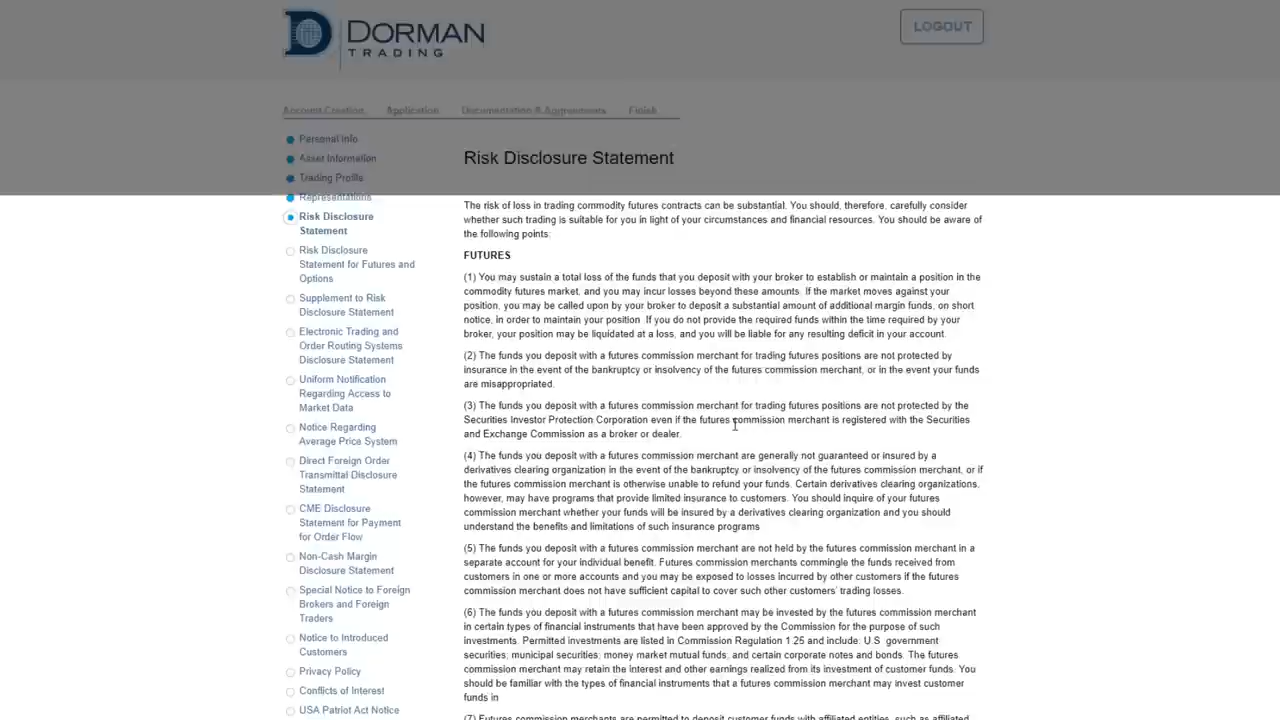 DORMAN
TRADING
LOGOUT
Account Creation
Application
Documentation & Aggreements
Finish
Personal Info
Asset Information
Trading Profile
Representations
Risk Disclosure
Statement
Risk Disclosure
Statement for Futures and
Options
Supplement to Risk
Disclosure Statement
Electronic Trading and
Order Routing Systems
Disclosure Statement
Uniform Notification
Regarding Access to
Market Data
Notice Regarding
Average Price System
Direct Foreign Order
Transmittal Disclosure
Statement
CME Disclosure
Statement for Payment
for Order Flow
Non-Cash Margin
Disclosure Statement
Special Notice to Foreign
Brokers and Foreign
Traders
Notice to Introduced
Customers
Privacy Policy
Conflicts of Interest
USA Patriot Act Notice
Risk Disclosure Statement
The risk of loss in trading commodity futures contracts can be substantial. You should, therefore, carefully consider
whether such trading is suitable for you in light of your circumstances and financial resources. You should be aware of
the following points:
FUTURES
(1) You may sustain a total loss of the funds that you deposit with your broker to establish or maintain a position in the
commodity futures market, and you may incur losses beyond these amounts. If the market moves against your
position, you may be called upon by your broker to deposit a substantial amount of additional margin funds, on short
notice, in order to maintain your position. If you do not provide the required funds within the time required by your
broker, your position may be liquidated at a loss, and you will be liable for any resulting deficit in your account.
(2) The funds you deposit with a futures commission merchant for trading futures positions are not protected by
insurance in the event of the bankruptcy or insolvency of the futures commission merchant, or in the event your funds
are misappropriated.
(3) The funds you deposit with a futures commission merchant for trading futures positions are not protected by the
Securities Investor Protection Corporation even if the futures commission merchant is registered with the Securities
and Exchange Commission as a broker or dealer.
(4) The funds you deposit with a futures commission merchant are generally not guaranteed or insured by a
derivatives clearing organization in the event of the bankruptcy or insolvency of the futures commission merchant, or if
the futures commission merchant is otherwise unable to refund your funds. Certain derivatives clearing organizations,
however, may have programs that provide limited insurance to customers. You should inquire of your futures
commission merchant whether your funds will be insured by a derivatives clearing organization and you should
understand the benefits and limitations of such insurance programs
(5) The funds you deposit with a futures commission merchant are not held by the futures commission merchant in a
separate account for your individual benefit. Futures commission merchants commingle the funds received from
customers in one or more accounts and you may be exposed to losses incurred by other customers if the futures
commission merchant does not have sufficient capital to cover such other customers' trading losses.
(6) The funds you deposit with a futures commission merchant may be invested by the futures commission merchant
in certain types of financial instruments that have been approved by the Commission for the purpose of such
investments. Permitted investments are listed in Commission Regulation 1.25 and include: U.S. government
securities; municipal securities; money market mutual funds; and certain corporate notes and bonds. The futures
commission merchant may retain the interest and other earnings realized from its investment of customer funds. You
should be familiar with the types of financial instruments that a futures commission merchant may invest customer
funds in
(7) Futures commission merchants are permitted to deposit customer funds with affiliated entities, such as affiliated